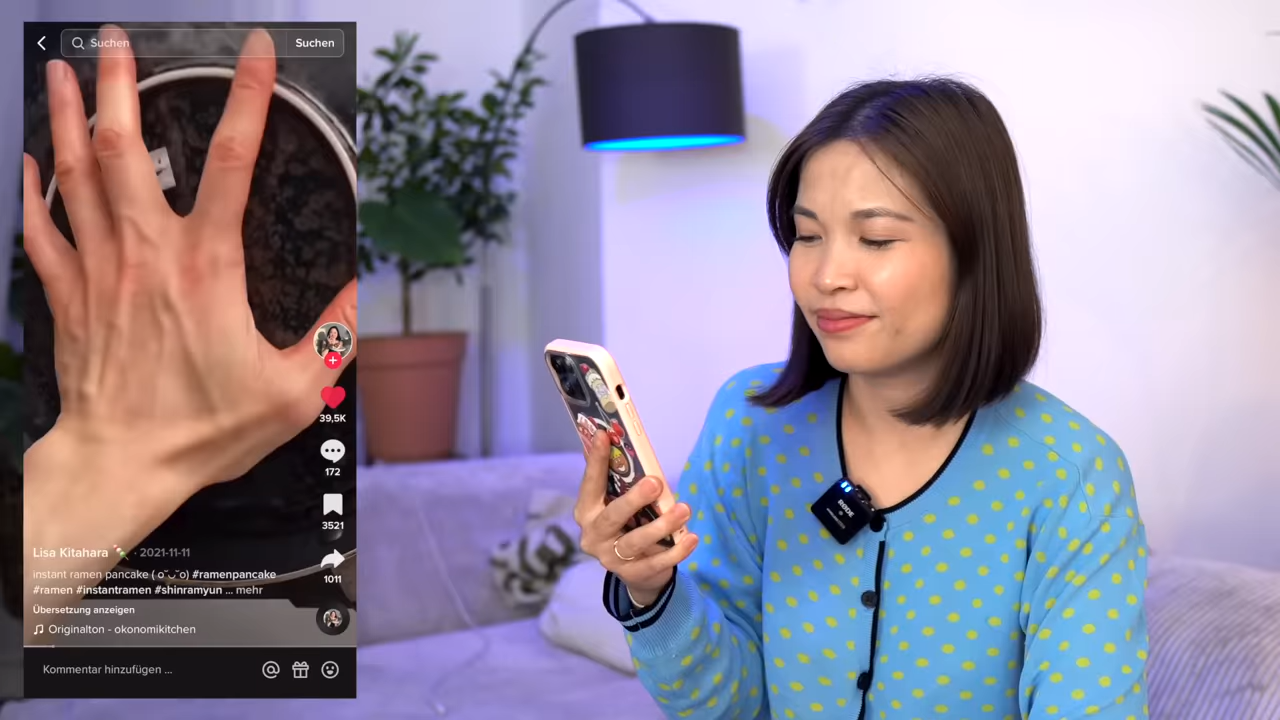 Suchen
Suchen
39,5K
172
3521
1011
Lisa Kitahara · 2021-11-11
instant ramen pancake ( o˘◡˘o) #ramenpancake
#ramen #instantramen #shinramyun ... mehr
Übersetzung anzeigen
Originalton - okonomikitchen
Kommentar hinzufügen ...
RODE